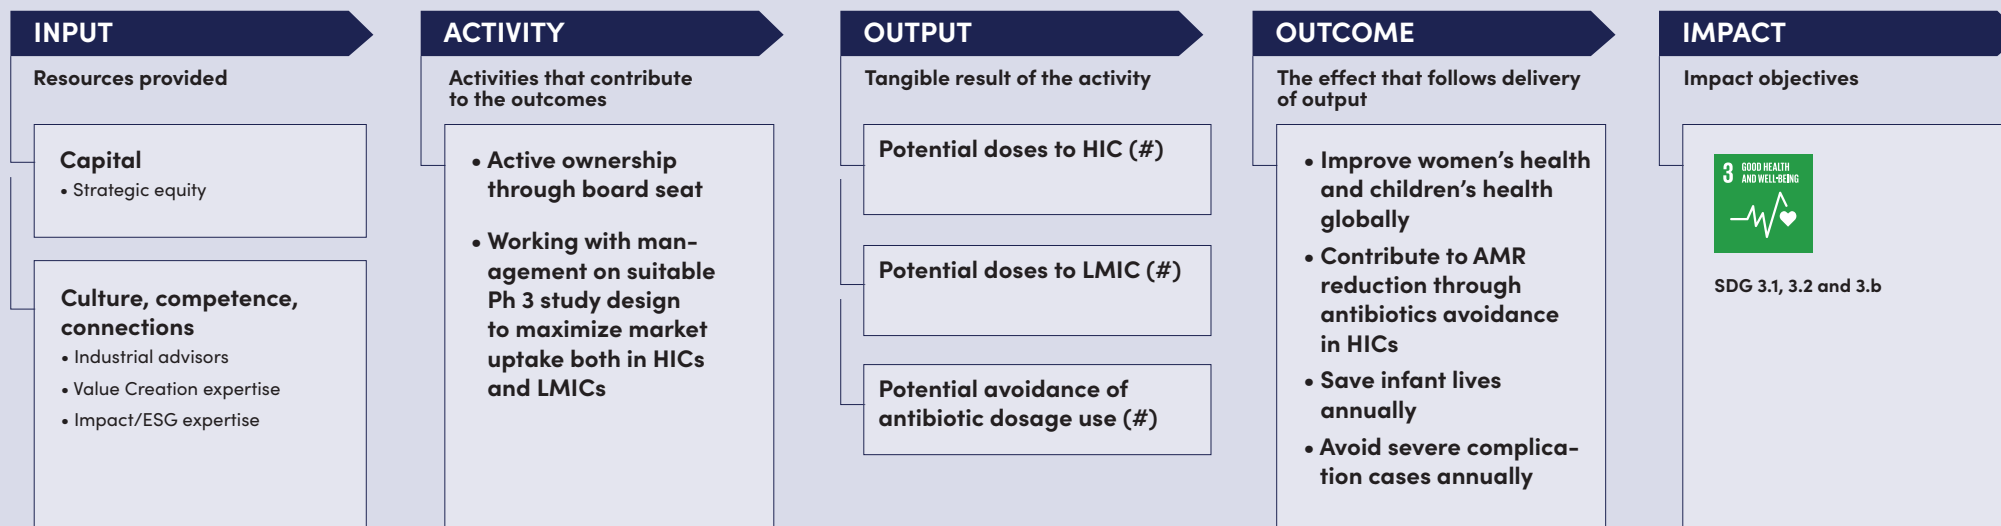 INPUT
Resources provided
Capital
• Strategic equity
Culture, competence,
connections
• Industrial advisors
• Value Creation expertise
• Impact/ESG expertise
ACTIVITY
Activities that contribute
to the outcomes
• Active ownership
through board seat
• Working with man-
agement on suitable
Ph 3 study design
to maximize market
uptake both in HICs
and LMICs
OUTPUT
Tangible result of the activity
Potential doses to HIC (#)
Potential doses to LMIC (#)
Potential avoidance of
antibiotic dosage use (#)
OUTCOME
The effect that follows delivery
of output
• Improve women’s health
and children’s health
globally
• Contribute to AMR
reduction through
antibiotics avoidance
in HICs
• Save infant lives
annually
• Avoid severe complica-
tion cases annually
IMPACT
Impact objectives
3 GOOD HEALTH
AND WELL-BEING
SDG 3.1, 3.2 and 3.b